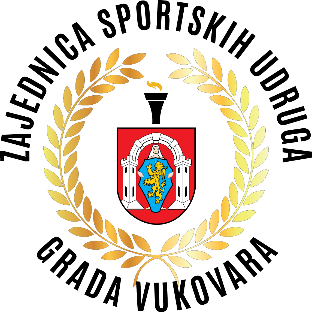 ZAJEDNICA SPORTSKIH UDRUGA
GRADA VUKOVARA